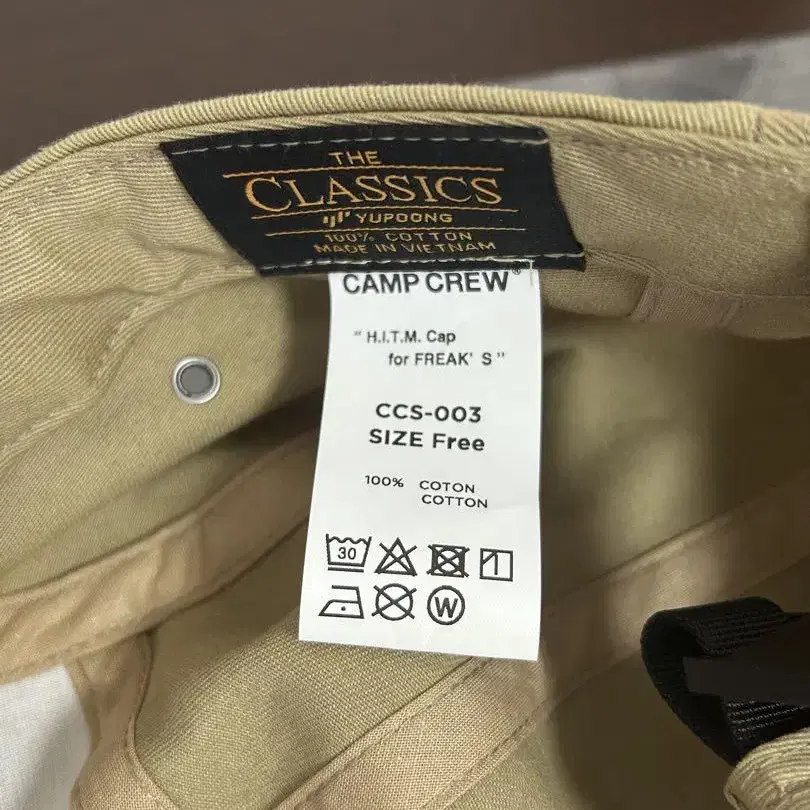 THE
CLASSICS
YUPOONG
100% COTTON
MADE IN VIETNAM
CAMP CREW®
"H.I.T.M. Cap
for FREAK' S"
CCS-003
SIZE Free
100% COTON
COTTON
30
W